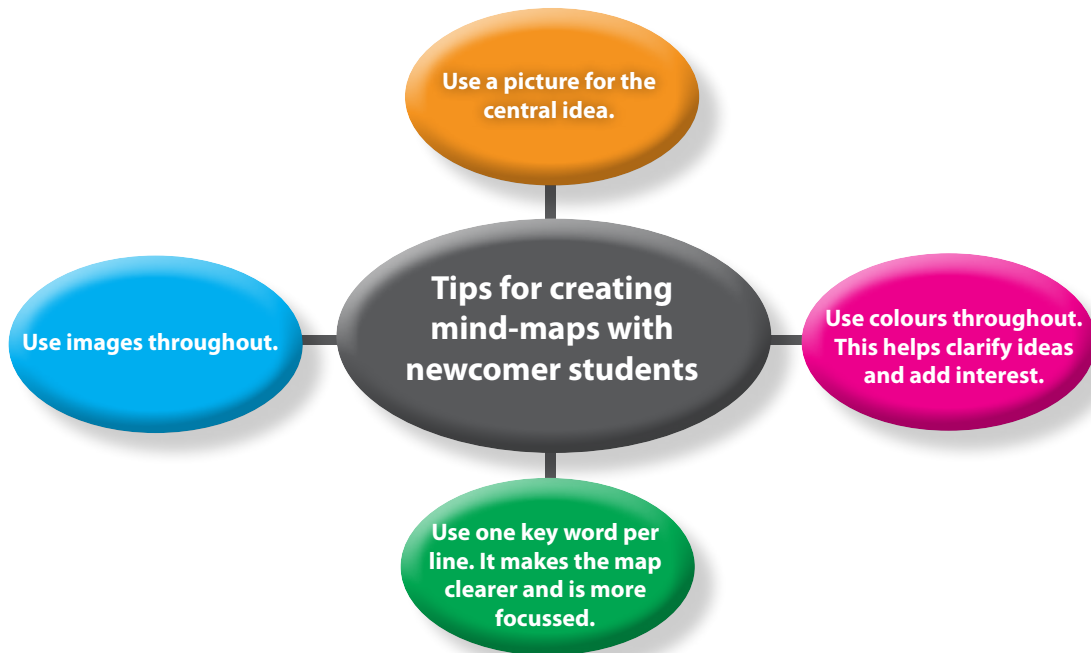 Use a picture for the
central idea.
Tips for creating
mind-maps with
newcomer students
Use images throughout.
Use colours throughout.
This helps clarify ideas
and add interest.
Use one key word per
line. It makes the map
clearer and is more
focussed.